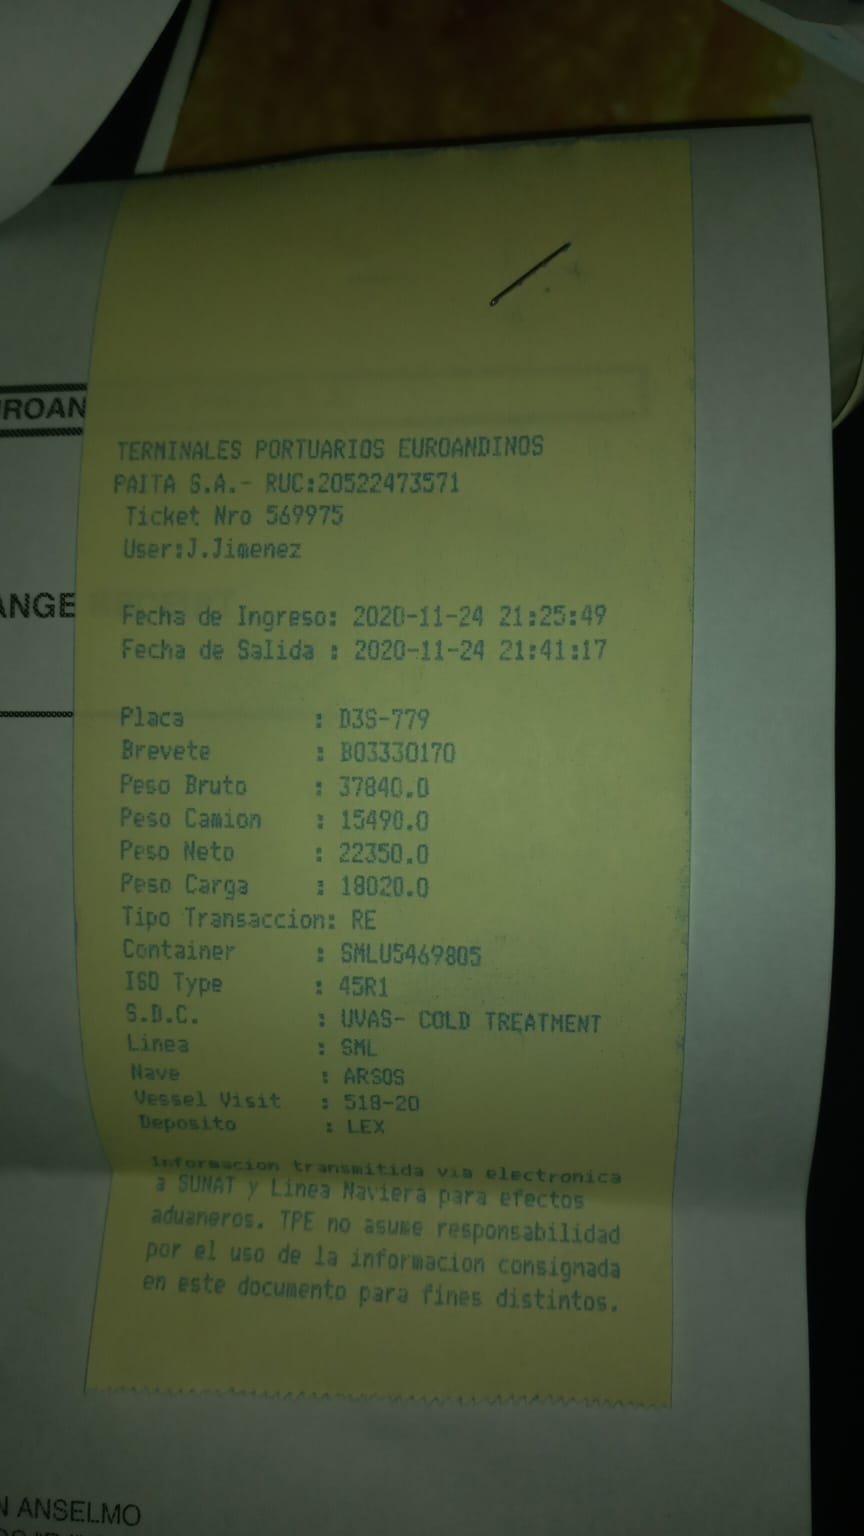 TERMINALES PORTUARIOS EUROANDINOS
PAITA S.A.- RUC:20522473571
Ticket Nro 569975
User:J.Jimenez
Fecha de Ingreso: 2020-11-24 21:25:49
Fecha de Salida : 2020-11-24 21:41:17
Placa : D3S-779
Brevete : B03330170
Peso Bruto : 37840.0
Peso Camion : 15490.0
Peso Neto : 22350.0
Peso Carga : 18020.0
Tipo Transaccion: RE
Container : SMLU5469805
ISO Type : 45R1
S.D.C. : UVAS- COLD TREATMENT
Linea : SML
Nave : ARSOS
Vessel Visit : 518-20
Deposito : LEX
Informacion transmitida via electronica
a SUNAT y Linea Naviera para efectos
aduaneros. TPE no asume responsabilidad
por el uso de la informacion consignada
en este documento para fines distintos.
ROAN
ANGE
N ANSELMO